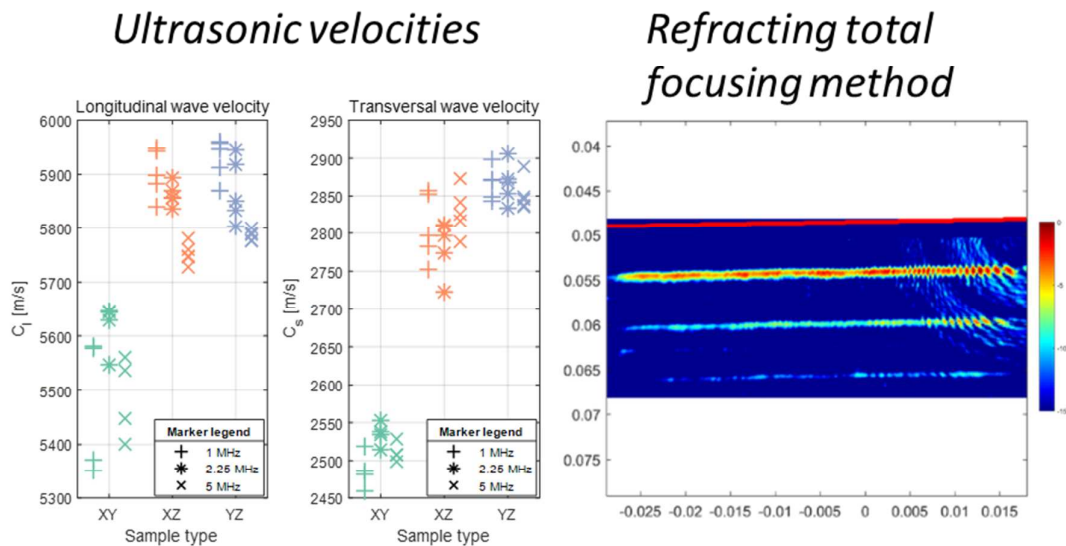 Ultrasonic velocities
Refracting total
focusing method
Longitudinal wave velocity
6000
5900
5800
5700
5600
5500
5400
5300
C_l [m/s]
Marker legend
1 MHz
2.25 MHz
5 MHz
XY XZ YZ
Sample type
Transversal wave velocity
2950
2900
2850
2800
2750
2700
2650
2600
2550
2500
2450
C_s [m/s]
Marker legend
1 MHz
2.25 MHz
5 MHz
XY XZ YZ
Sample type
0.04
0.045
0.05
0.055
0.06
0.065
0.07
0.075
-0.025 -0.02 -0.015 -0.01 -0.005 0 0.005 0.01 0.015
0
-5
-10
-15